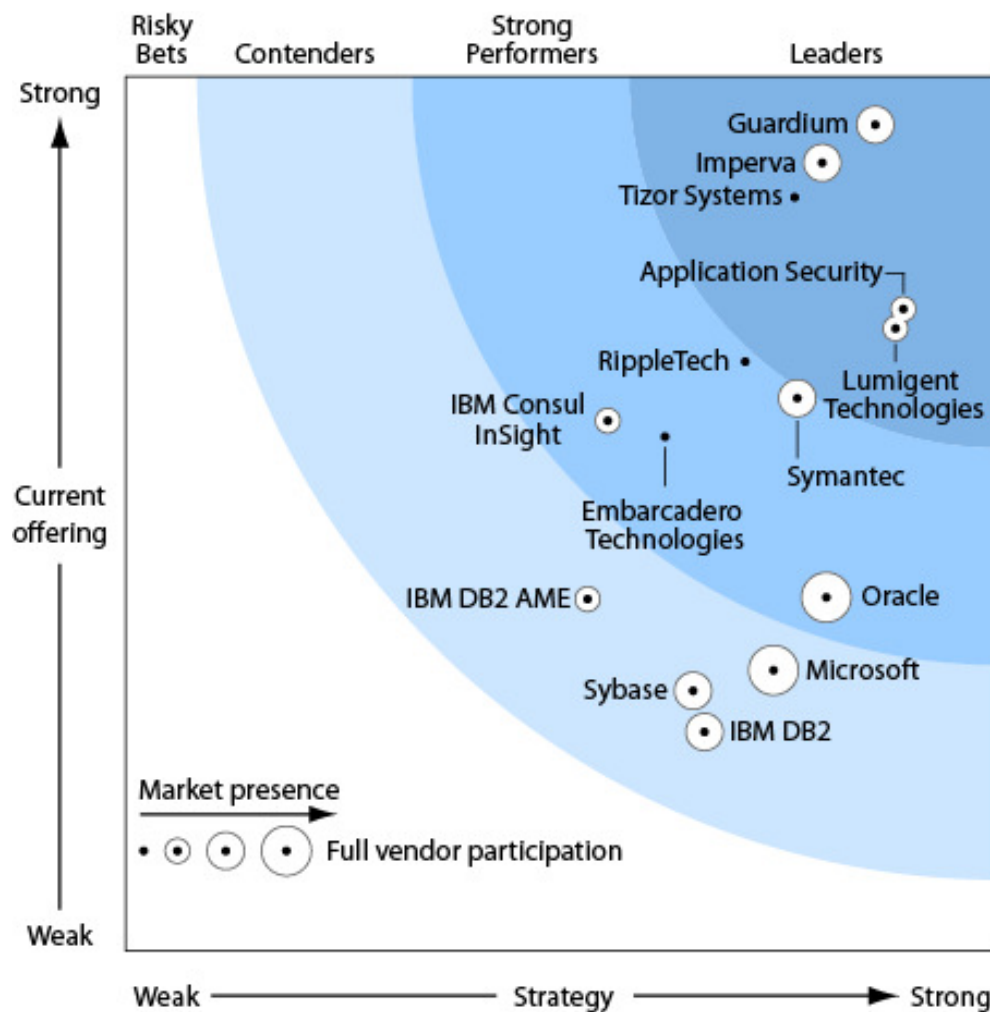 Risky
Bets
Contenders
Strong
Performers
Leaders
Strong
Guardium
Imperva
Tizor Systems
Application Security
RippleTech
Lumigent
Technologies
IBM Consul
InSight
Symantec
Current
offering
Embarcadero
Technologies
IBM DB2 AME
Oracle
Microsoft
Sybase
IBM DB2
Market presence
Full vendor participation
Weak
Weak
Strategy
Strong